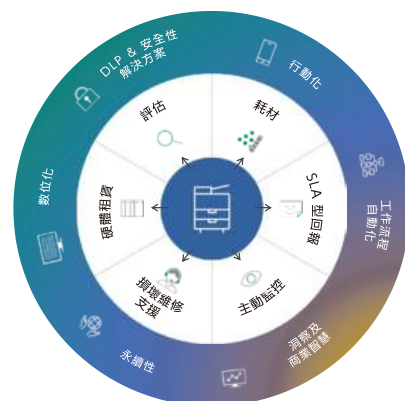 DLP & 安全性
解決方案
行動化
工作流程
自動化
洞察及
商業智慧
永續性
數位化
評估
耗材
SLA 型回報
主動監控
損壞維修
支援
硬體租賃